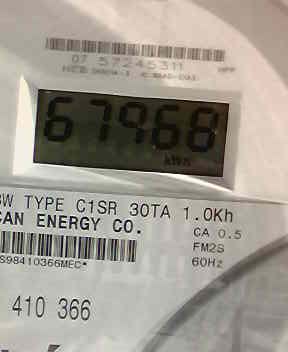 07 57245311
67968
kWh
W TYPE C1SR 30TA 1.0Kh
CAN ENERGY CO.
CA 0.5
FM2S
S98410366MEC*
60Hz
410 366